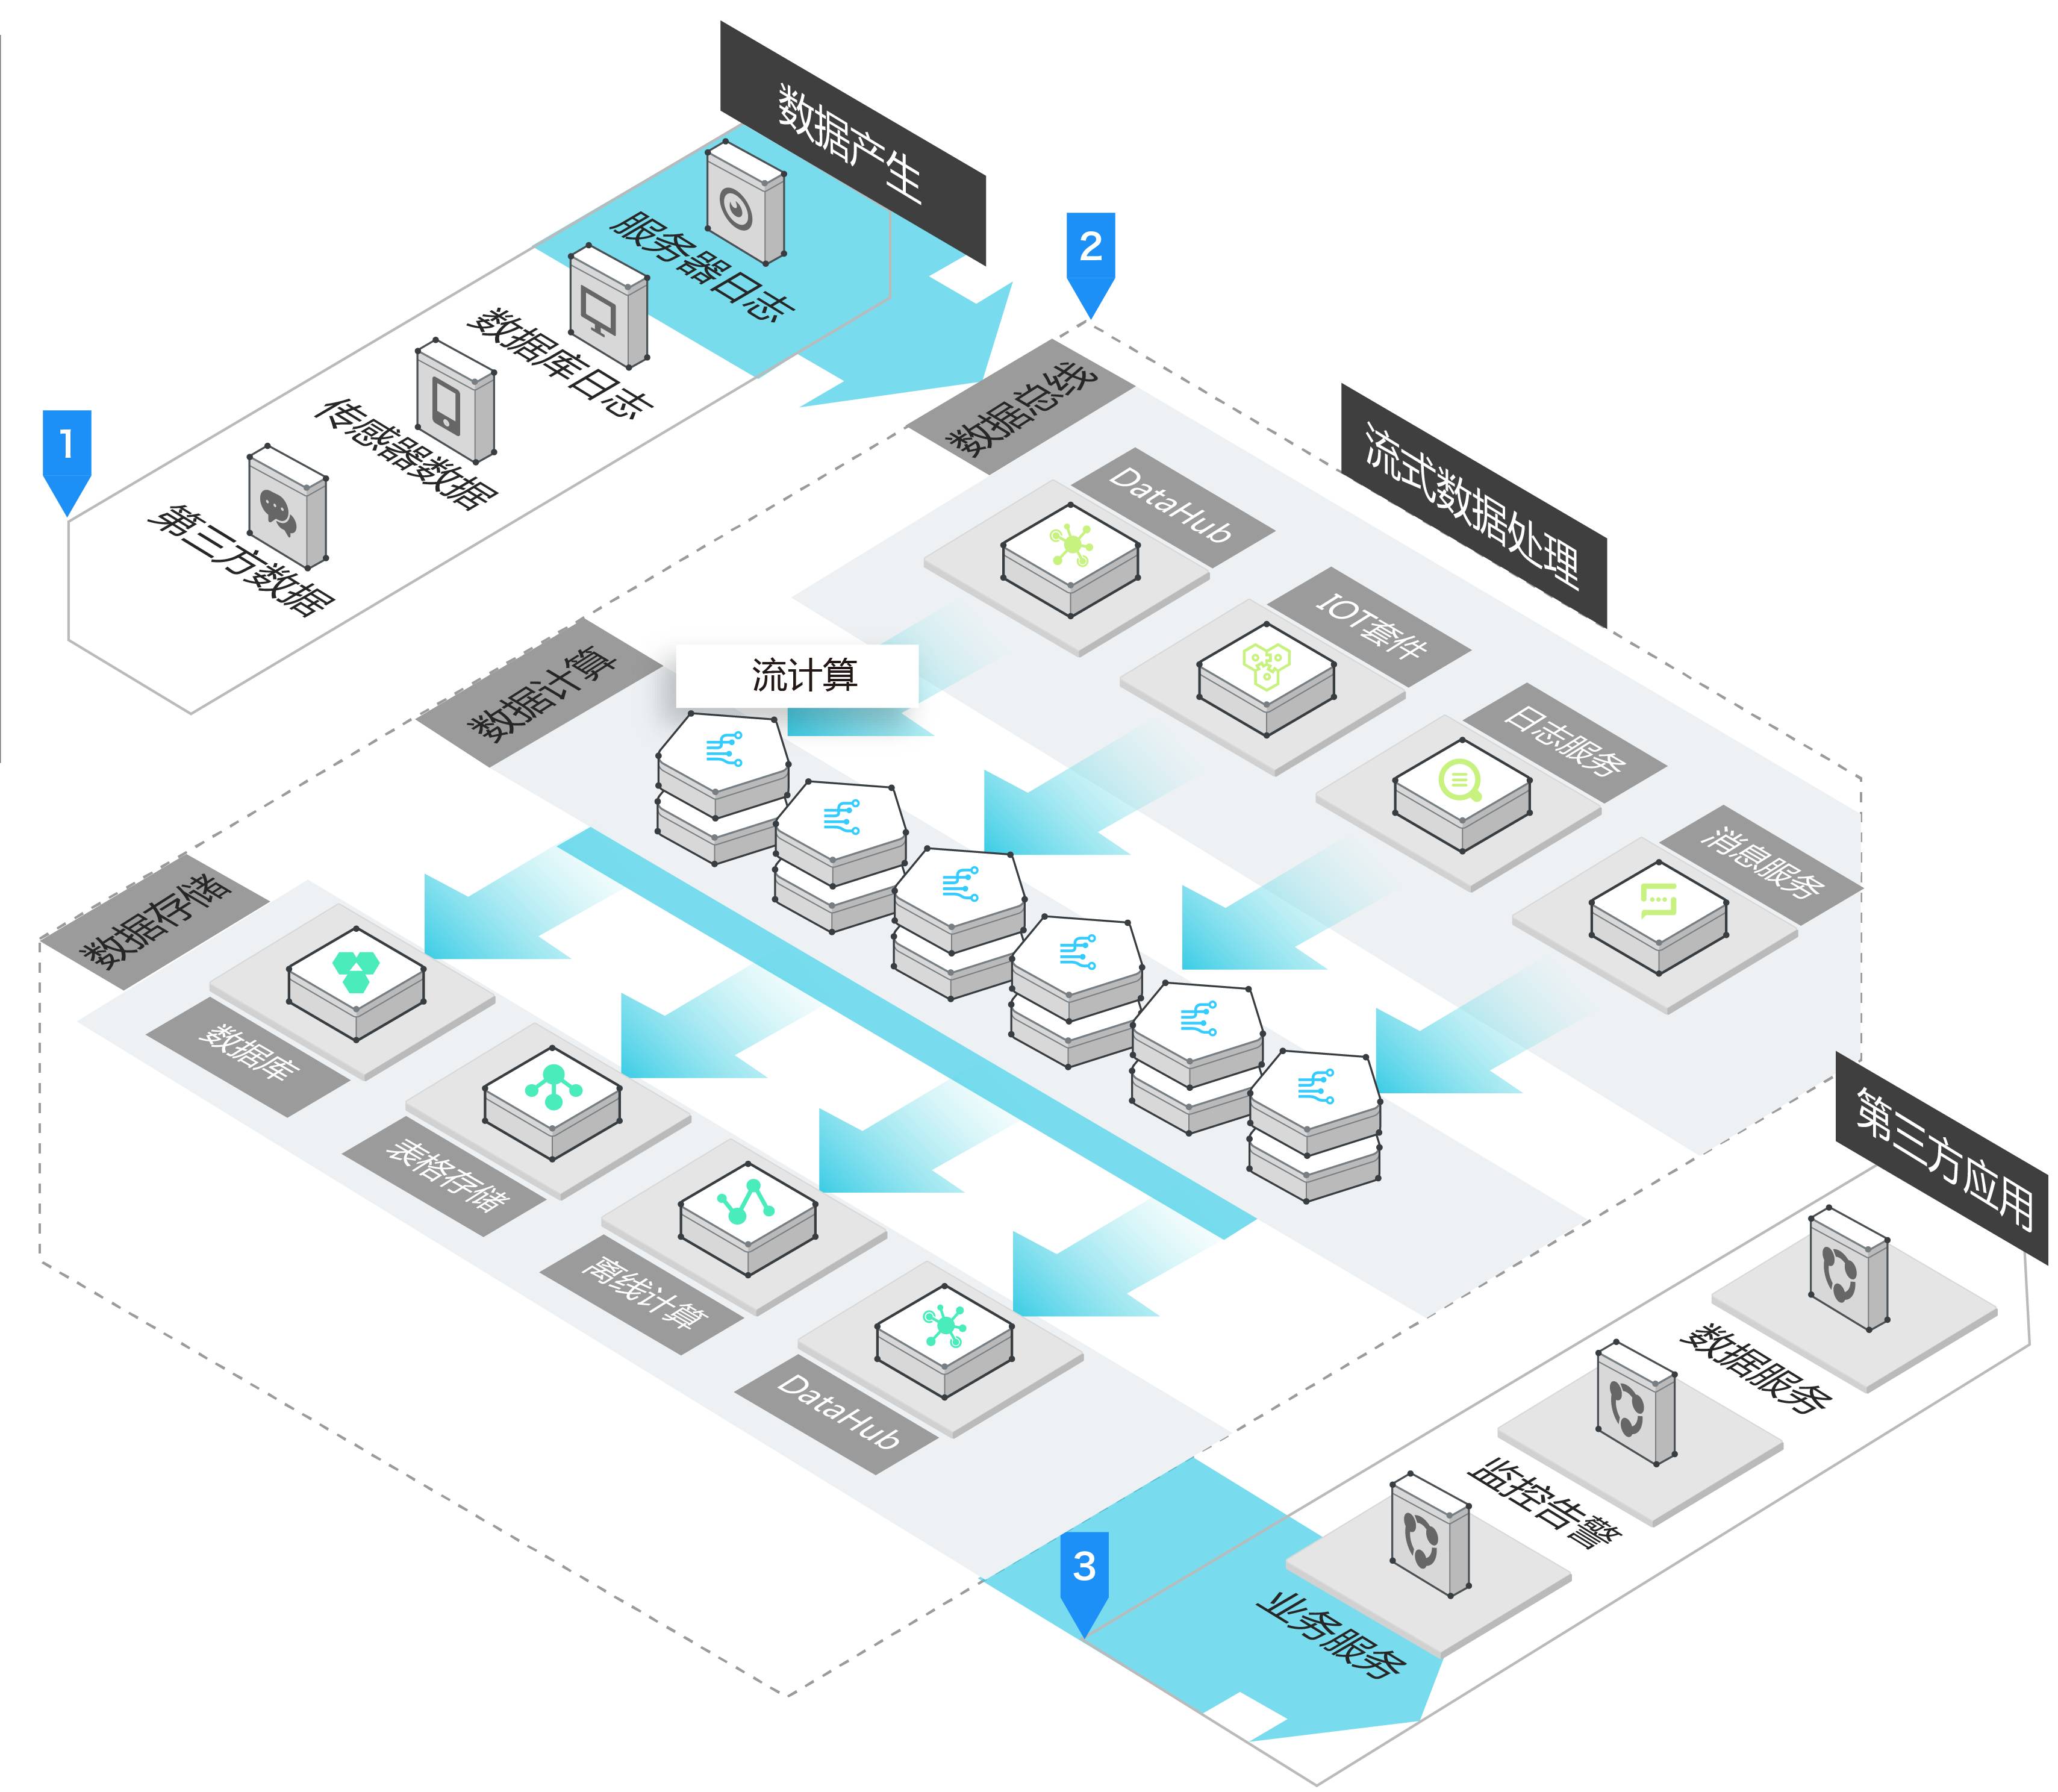 数据产生
服务器日志
数据库日志
传感器数据
第三方数据
1
2
数据总线
流式数据处理
DataHub
IOT套件
日志服务
消息服务
数据计算
流计算
数据存储
数据库
表格存储
离线计算
DataHub
第三方应用
数据服务
监控告警
业务服务
3